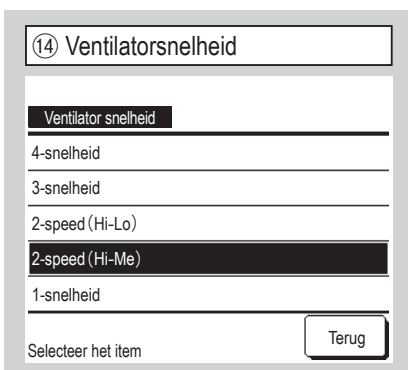 ⑭ Ventilatorsnelheid
Ventilator snelheid
4-snelheid
3-snelheid
2-speed(Hi-Lo)
2-speed(Hi-Me)
1-snelheid
Selecteer het item
Terug